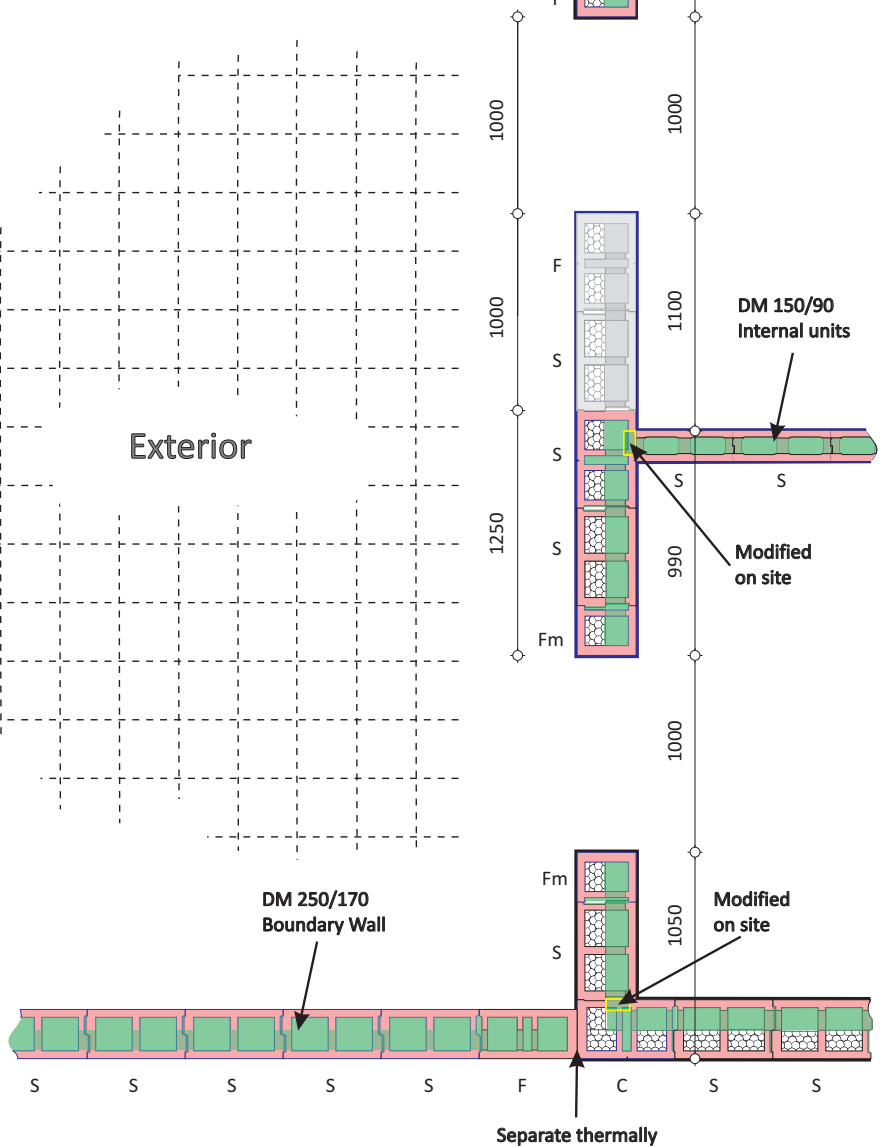 1000
1000
F
1000
1100
DM 150/90
Internal units
S
Exterior
S
S
S
1250
S
990
Modified
on site
Fm
1000
Fm
DM 250/170
Boundary Wall
Modified
on site
1050
S
S
S
S
S
S
F
C
S
S
Separate thermally